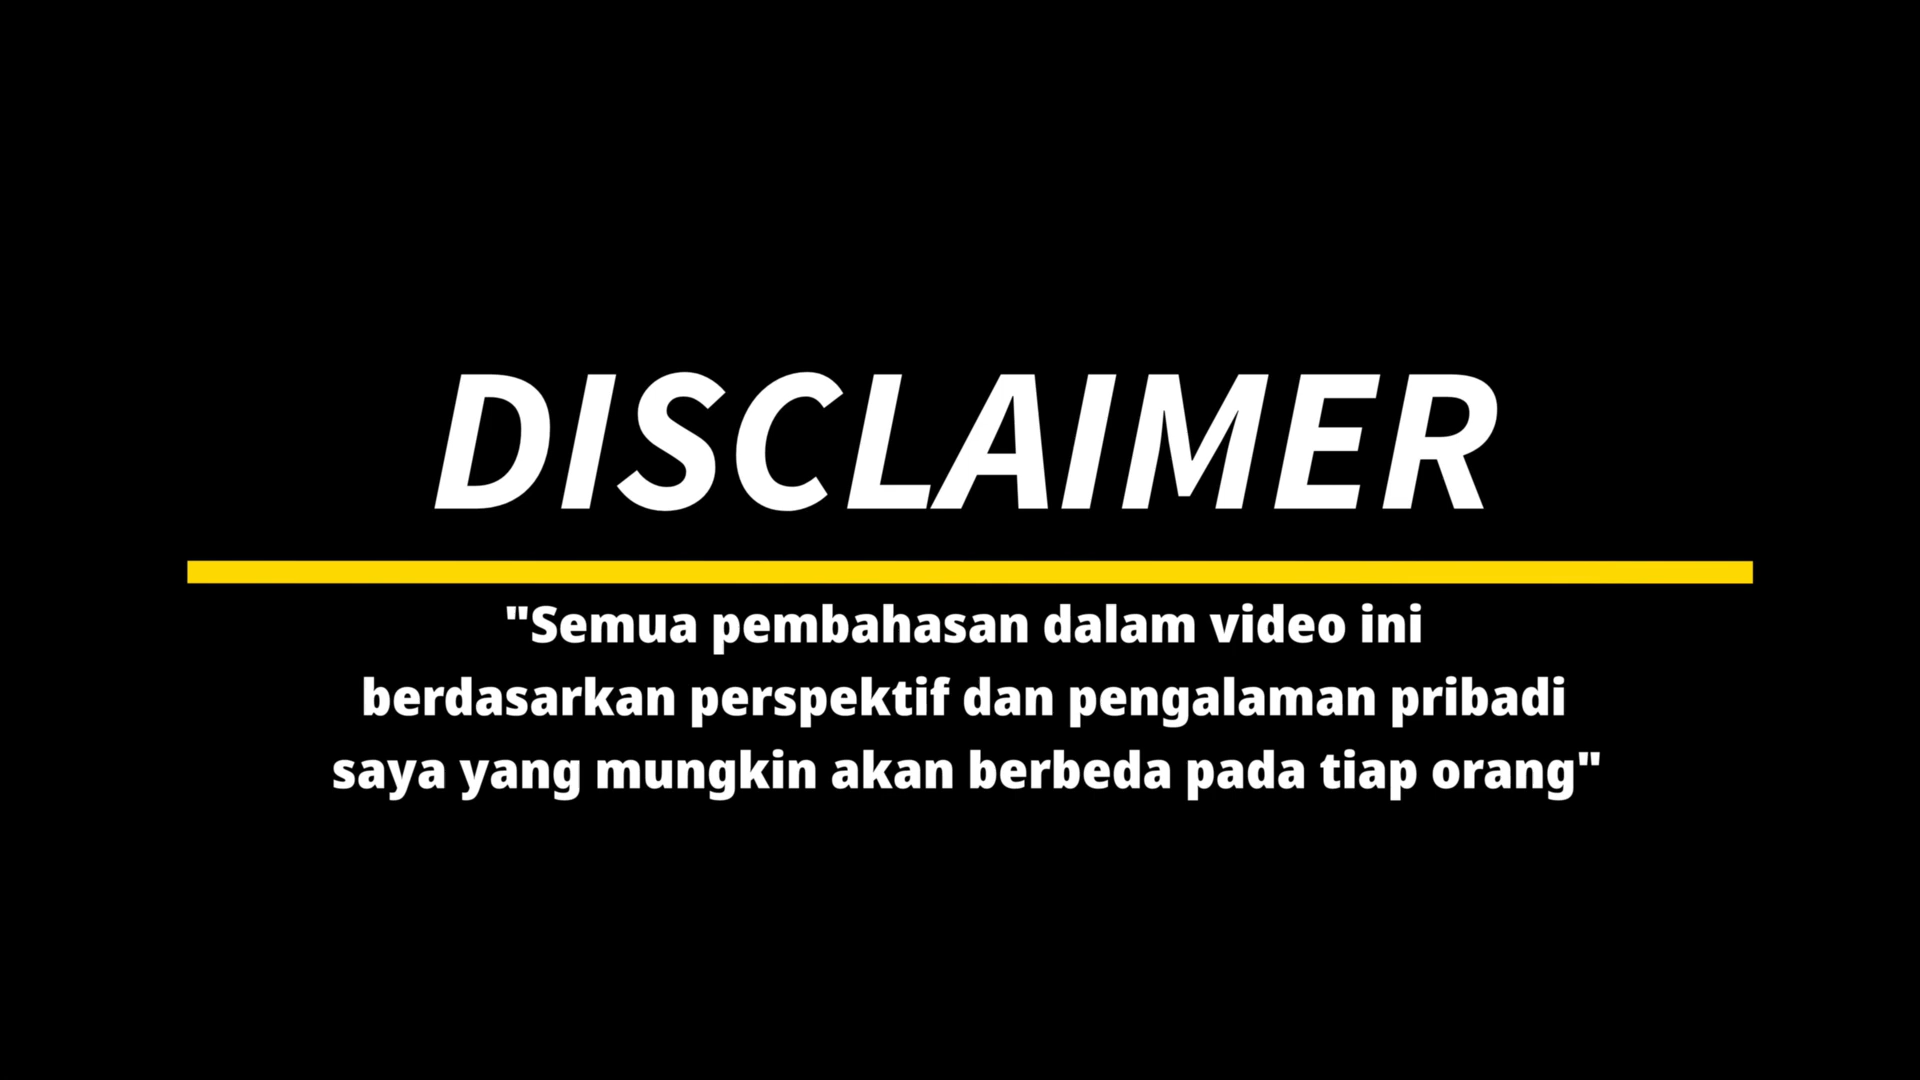 DISCLAIMER
"Semua pembahasan dalam video ini
berdasarkan perspektif dan pengalaman pribadi
saya yang mungkin akan berbeda pada tiap orang"